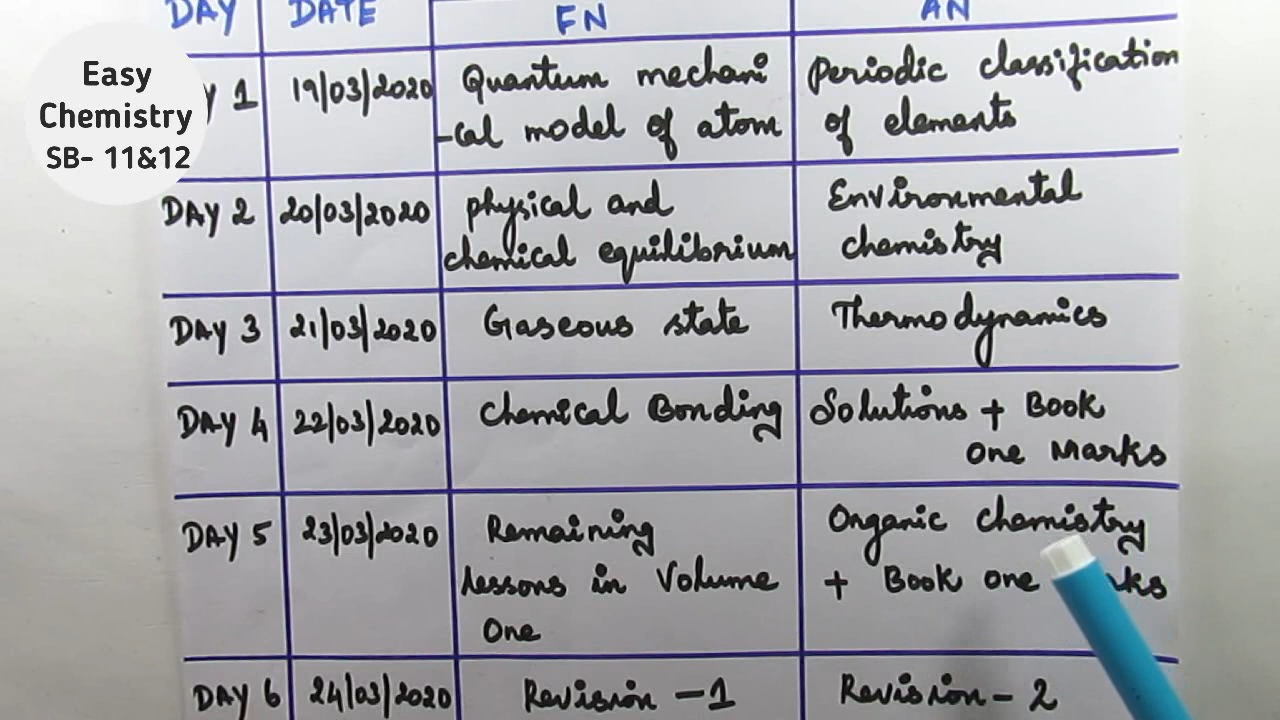 DAY DATE FN AN
Easy
Chemistry
SB- 11&12
Y 1 19/03/2020 Quantum mechani Periodic classification
-cal model of atom of elements
DAY 2 20/03/2020 physical and Environmental
chemical equilibrium chemistry
DAY 3 21/03/2020 Gaseous state Thermodynamics
DAY 4 22/03/2020 Chemical Bonding Solutions + Book
one Marks
DAY 5 23/03/2020 Remaining Organic chemistry
lessons in Volume + Book one ks
One
DAY 6 24/03/2020 Revision -1 Revision - 2